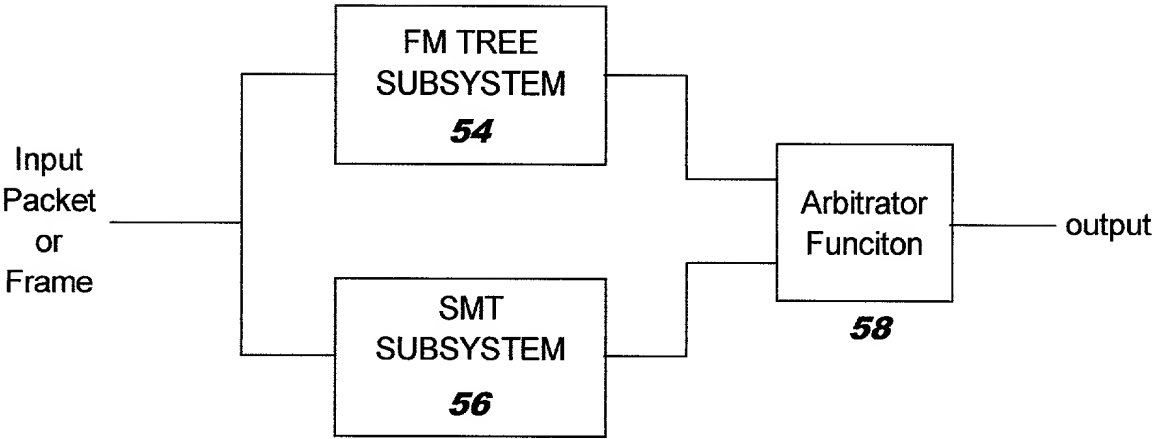 Input
Packet
or
Frame
FM TREE
SUBSYSTEM
54
SMT
SUBSYSTEM
56
Arbitrator
Funciton
58
output